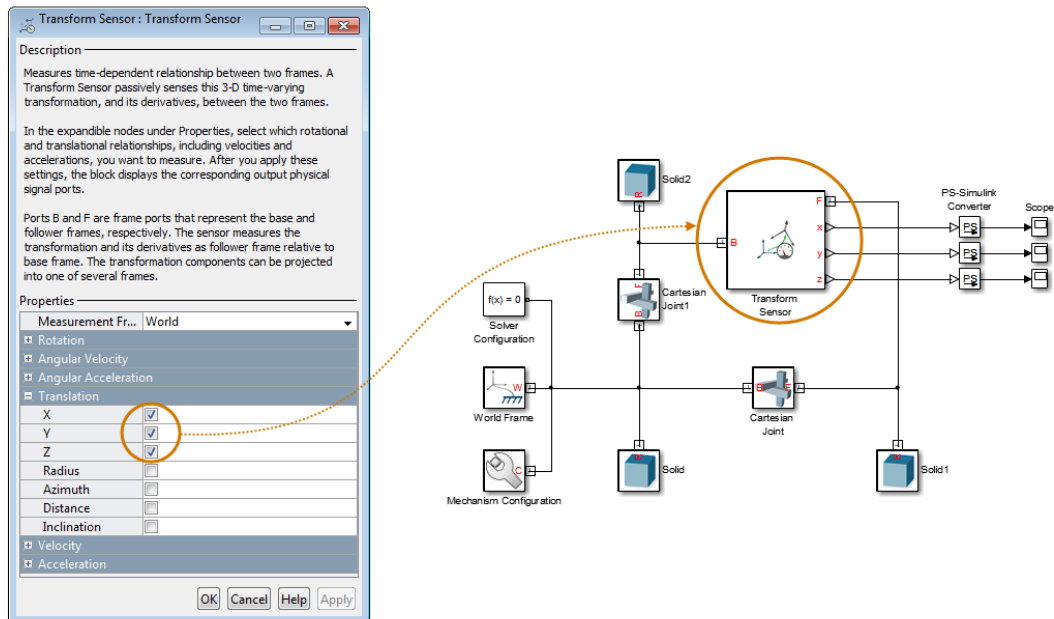 Transform Sensor : Transform Sensor
Description
Measures time-dependent relationship between two frames. A
Transform Sensor passively senses this 3-D time-varying
transformation, and its derivatives, between the two frames.
In the expandible nodes under Properties, select which rotational
and translational relationships, including velocities and
accelerations, you want to measure. After you apply these
settings, the block displays the corresponding output physical
signal ports.
Ports B and F are frame ports that represent the base and
follower frames, respectively. The sensor measures the
transformation and its derivatives as follower frame relative to
base frame. The transformation components can be projected
into one of several frames.
Properties
Measurement Fr... World
Rotation
Angular Velocity
Angular Acceleration
Translation
X
Y
Z
Radius
Azimuth
Distance
Inclination
Velocity
Acceleration
OK Cancel Help Apply
R
Solid2
F
B
x
y
z
Transform
Sensor
PS-Simulink
Converter
Scope
PS
PS
PS
F
B
Cartesian
Joint1
f(x) = 0
Solver
Configuration
W
World Frame
B F
Cartesian
Joint
C
Mechanism Configuration
R
Solid
R
Solid1